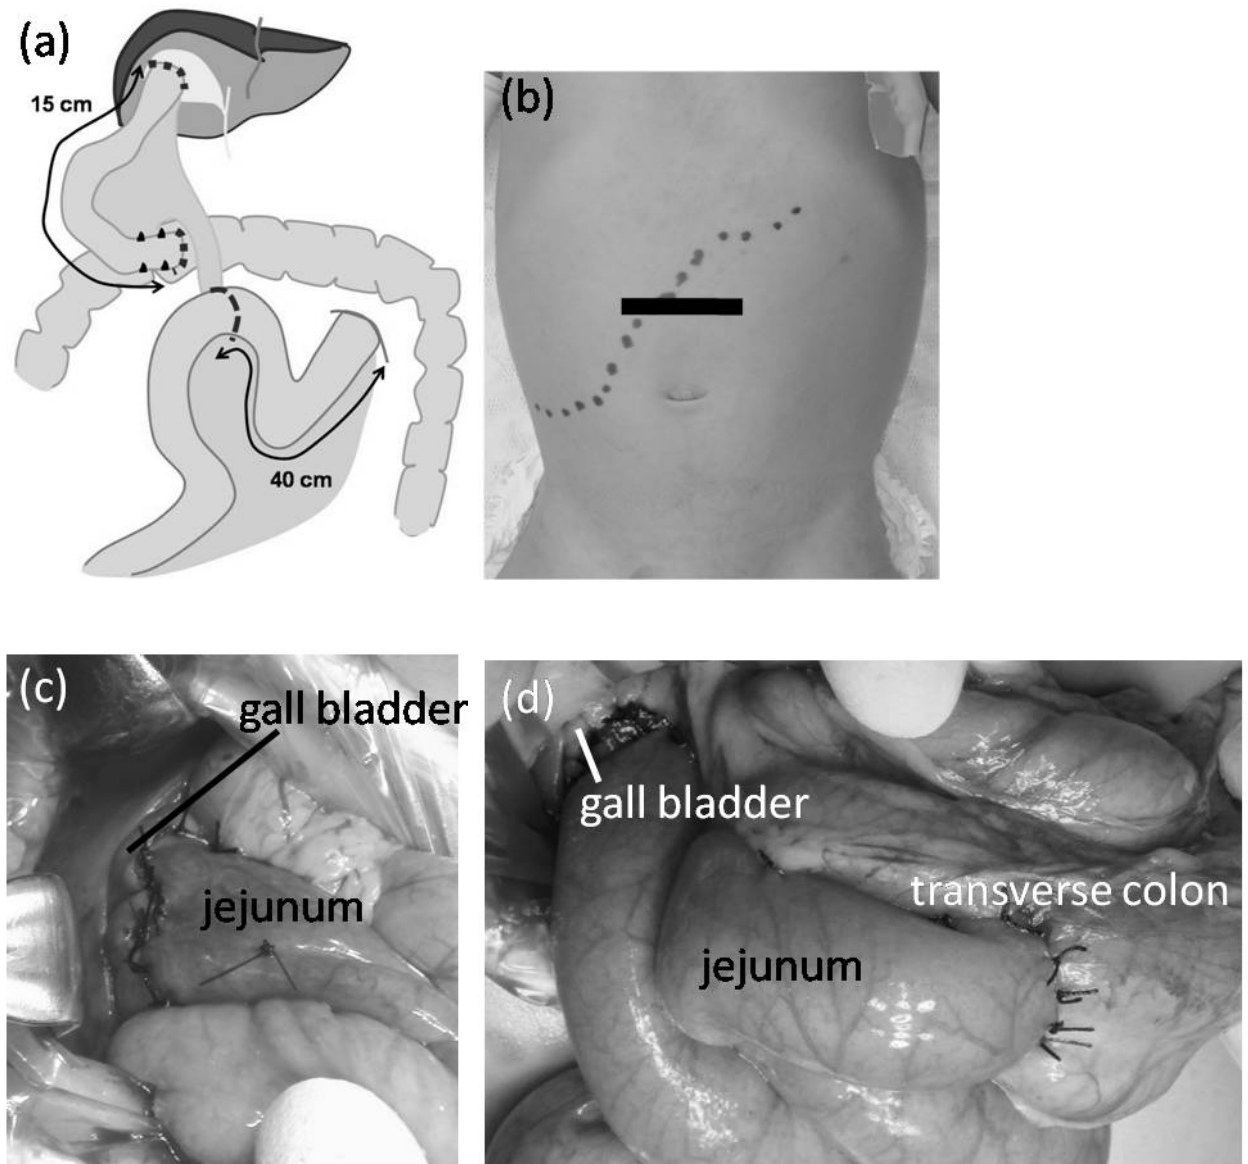 (a)
15 cm
40 cm
(b)
(c)
gall bladder
jejunum
(d)
gall bladder
transverse colon
jejunum